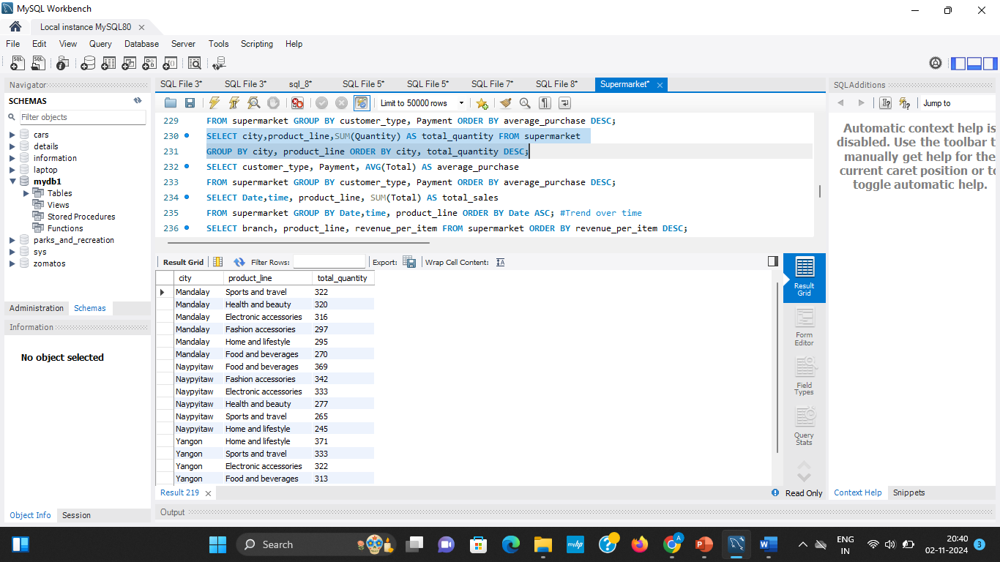 MySQL Workbench
Local instance MySQL80
File Edit View Query Database Server Tools Scripting Help
Navigator
SCHEMAS
Filter objects
cars
details
information
laptop
mydb1
Tables
Views
Stored Procedures
Functions
parks_and_recreation
sys
zomatos
Administration Schemas
Information
No object selected
Object Info Session
SQL File 3* SQL File 3* sql_8* SQL File 5* SQL File 5* SQL File 7* SQL File 8* Supermarket*
Limit to 50000 rows
229 FROM supermarket GROUP BY customer_type, Payment ORDER BY average_purchase DESC;
230 SELECT city,product_line,SUM(Quantity) AS total_quantity FROM supermarket
231 GROUP BY city, product_line ORDER BY city, total_quantity DESC;
232 SELECT customer_type, Payment, AVG(Total) AS average_purchase
233 FROM supermarket GROUP BY customer_type, Payment ORDER BY average_purchase DESC;
234 SELECT Date,time, product_line, SUM(Total) AS total_sales
235 FROM supermarket GROUP BY Date,time, product_line ORDER BY Date ASC; #Trend over time
236 SELECT branch, product_line, revenue_per_item FROM supermarket ORDER BY revenue_per_item DESC;
Result Grid Filter Rows: Export: Wrap Cell Content:
city product_line total_quantity
Mandalay Sports and travel 322
Mandalay Health and beauty 320
Mandalay Electronic accessories 316
Mandalay Fashion accessories 297
Mandalay Home and lifestyle 295
Mandalay Food and beverages 270
Naypyitaw Food and beverages 369
Naypyitaw Fashion accessories 342
Naypyitaw Electronic accessories 333
Naypyitaw Health and beauty 277
Naypyitaw Sports and travel 265
Naypyitaw Home and lifestyle 245
Yangon Home and lifestyle 371
Yangon Sports and travel 333
Yangon Electronic accessories 322
Yangon Food and beverages 313
Result 219
Read Only
Result
Grid
Form
Editor
Field
Types
Query
Stats
Output
SQLAdditions
Jump to
Automatic context help is
disabled. Use the toolbar t
manually get help for the
current caret position or to
toggle automatic help.
Context Help Snippets
Search
myhp
A
ENG
IN
20:40
02-11-2024
3